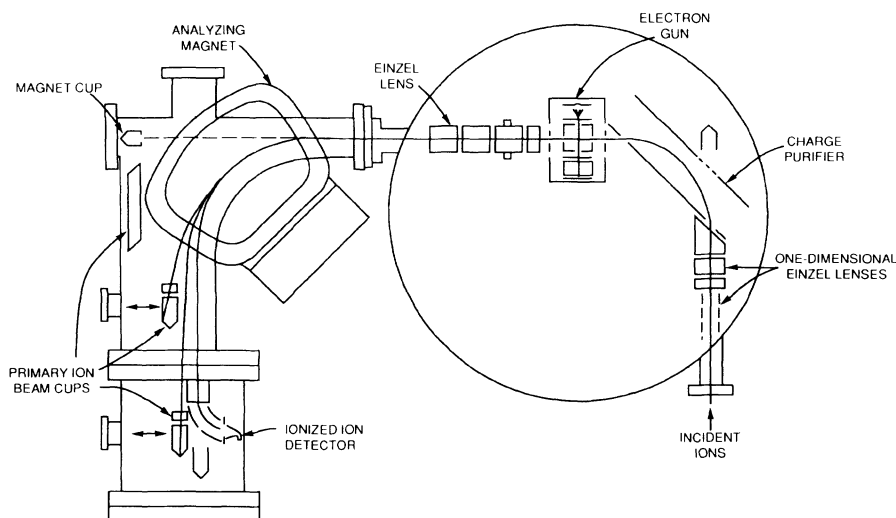 ELECTRON
GUN
ANALYZING
MAGNET
EINZEL
LENS
MAGNET CUP
CHARGE
PURIFIER
ONE-DIMENSIONAL
EINZEL LENSES
PRIMARY ION
BEAM CUPS
IONIZED ION
DETECTOR
INCIDENT
IONS